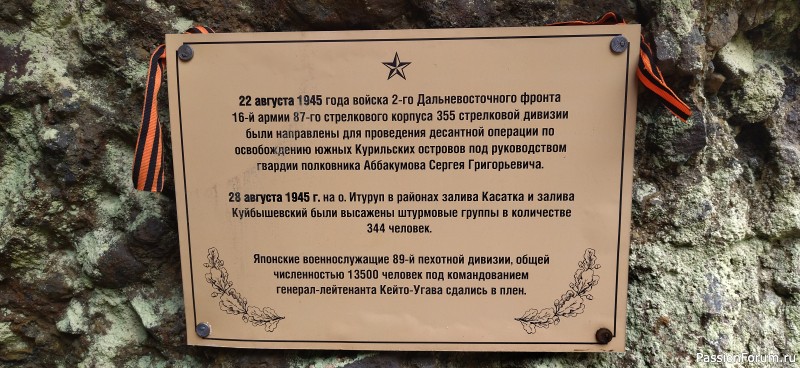 22 августа 1945 года войска 2-го Дальневосточного фронта
16-й армии 87-го стрелкового корпуса 355 стрелковой дивизии
были направлены для проведения десантной операции по
освобождению южных Курильских островов под руководством
гвардии полковника Аббакумова Сергея Григорьевича.
28 августа 1945 г. на о. Итуруп в районах залива Касатка и залива
Куйбышевский были высажены штурмовые группы в количестве
344 человек.
Японские военнослужащие 89-й пехотной дивизии, общей
численностью 13500 человек под командованием
генерал-лейтенанта Кейто-Угава сдались в плен.
PassionForum.ru